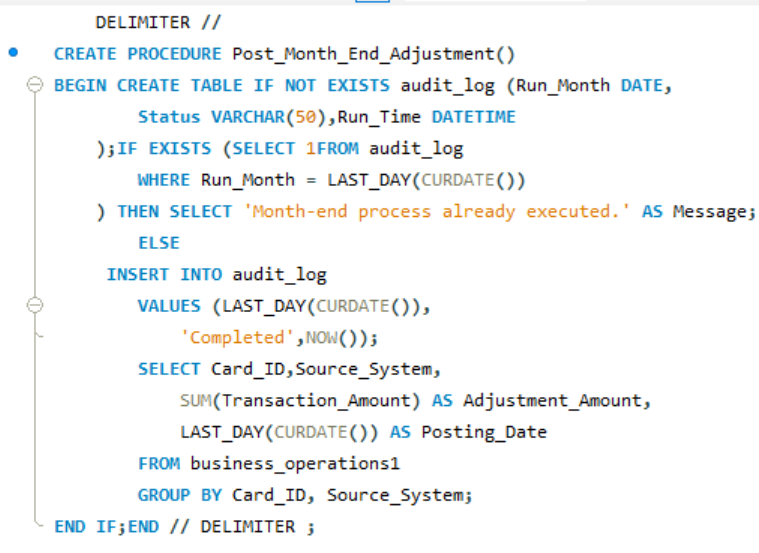 DELIMITER //
CREATE PROCEDURE Post_Month_End_Adjustment()
BEGIN CREATE TABLE IF NOT EXISTS audit_log (Run_Month DATE,
Status VARCHAR(50),Run_Time DATETIME
);IF EXISTS (SELECT 1FROM audit_log
WHERE Run_Month = LAST_DAY(CURDATE())
) THEN SELECT 'Month-end process already executed.' AS Message;
ELSE
INSERT INTO audit_log
VALUES (LAST_DAY(CURDATE()),
'Completed',NOW());
SELECT Card_ID,Source_System,
SUM(Transaction_Amount) AS Adjustment_Amount,
LAST_DAY(CURDATE()) AS Posting_Date
FROM business_operations1
GROUP BY Card_ID, Source_System;
END IF;END // DELIMITER ;